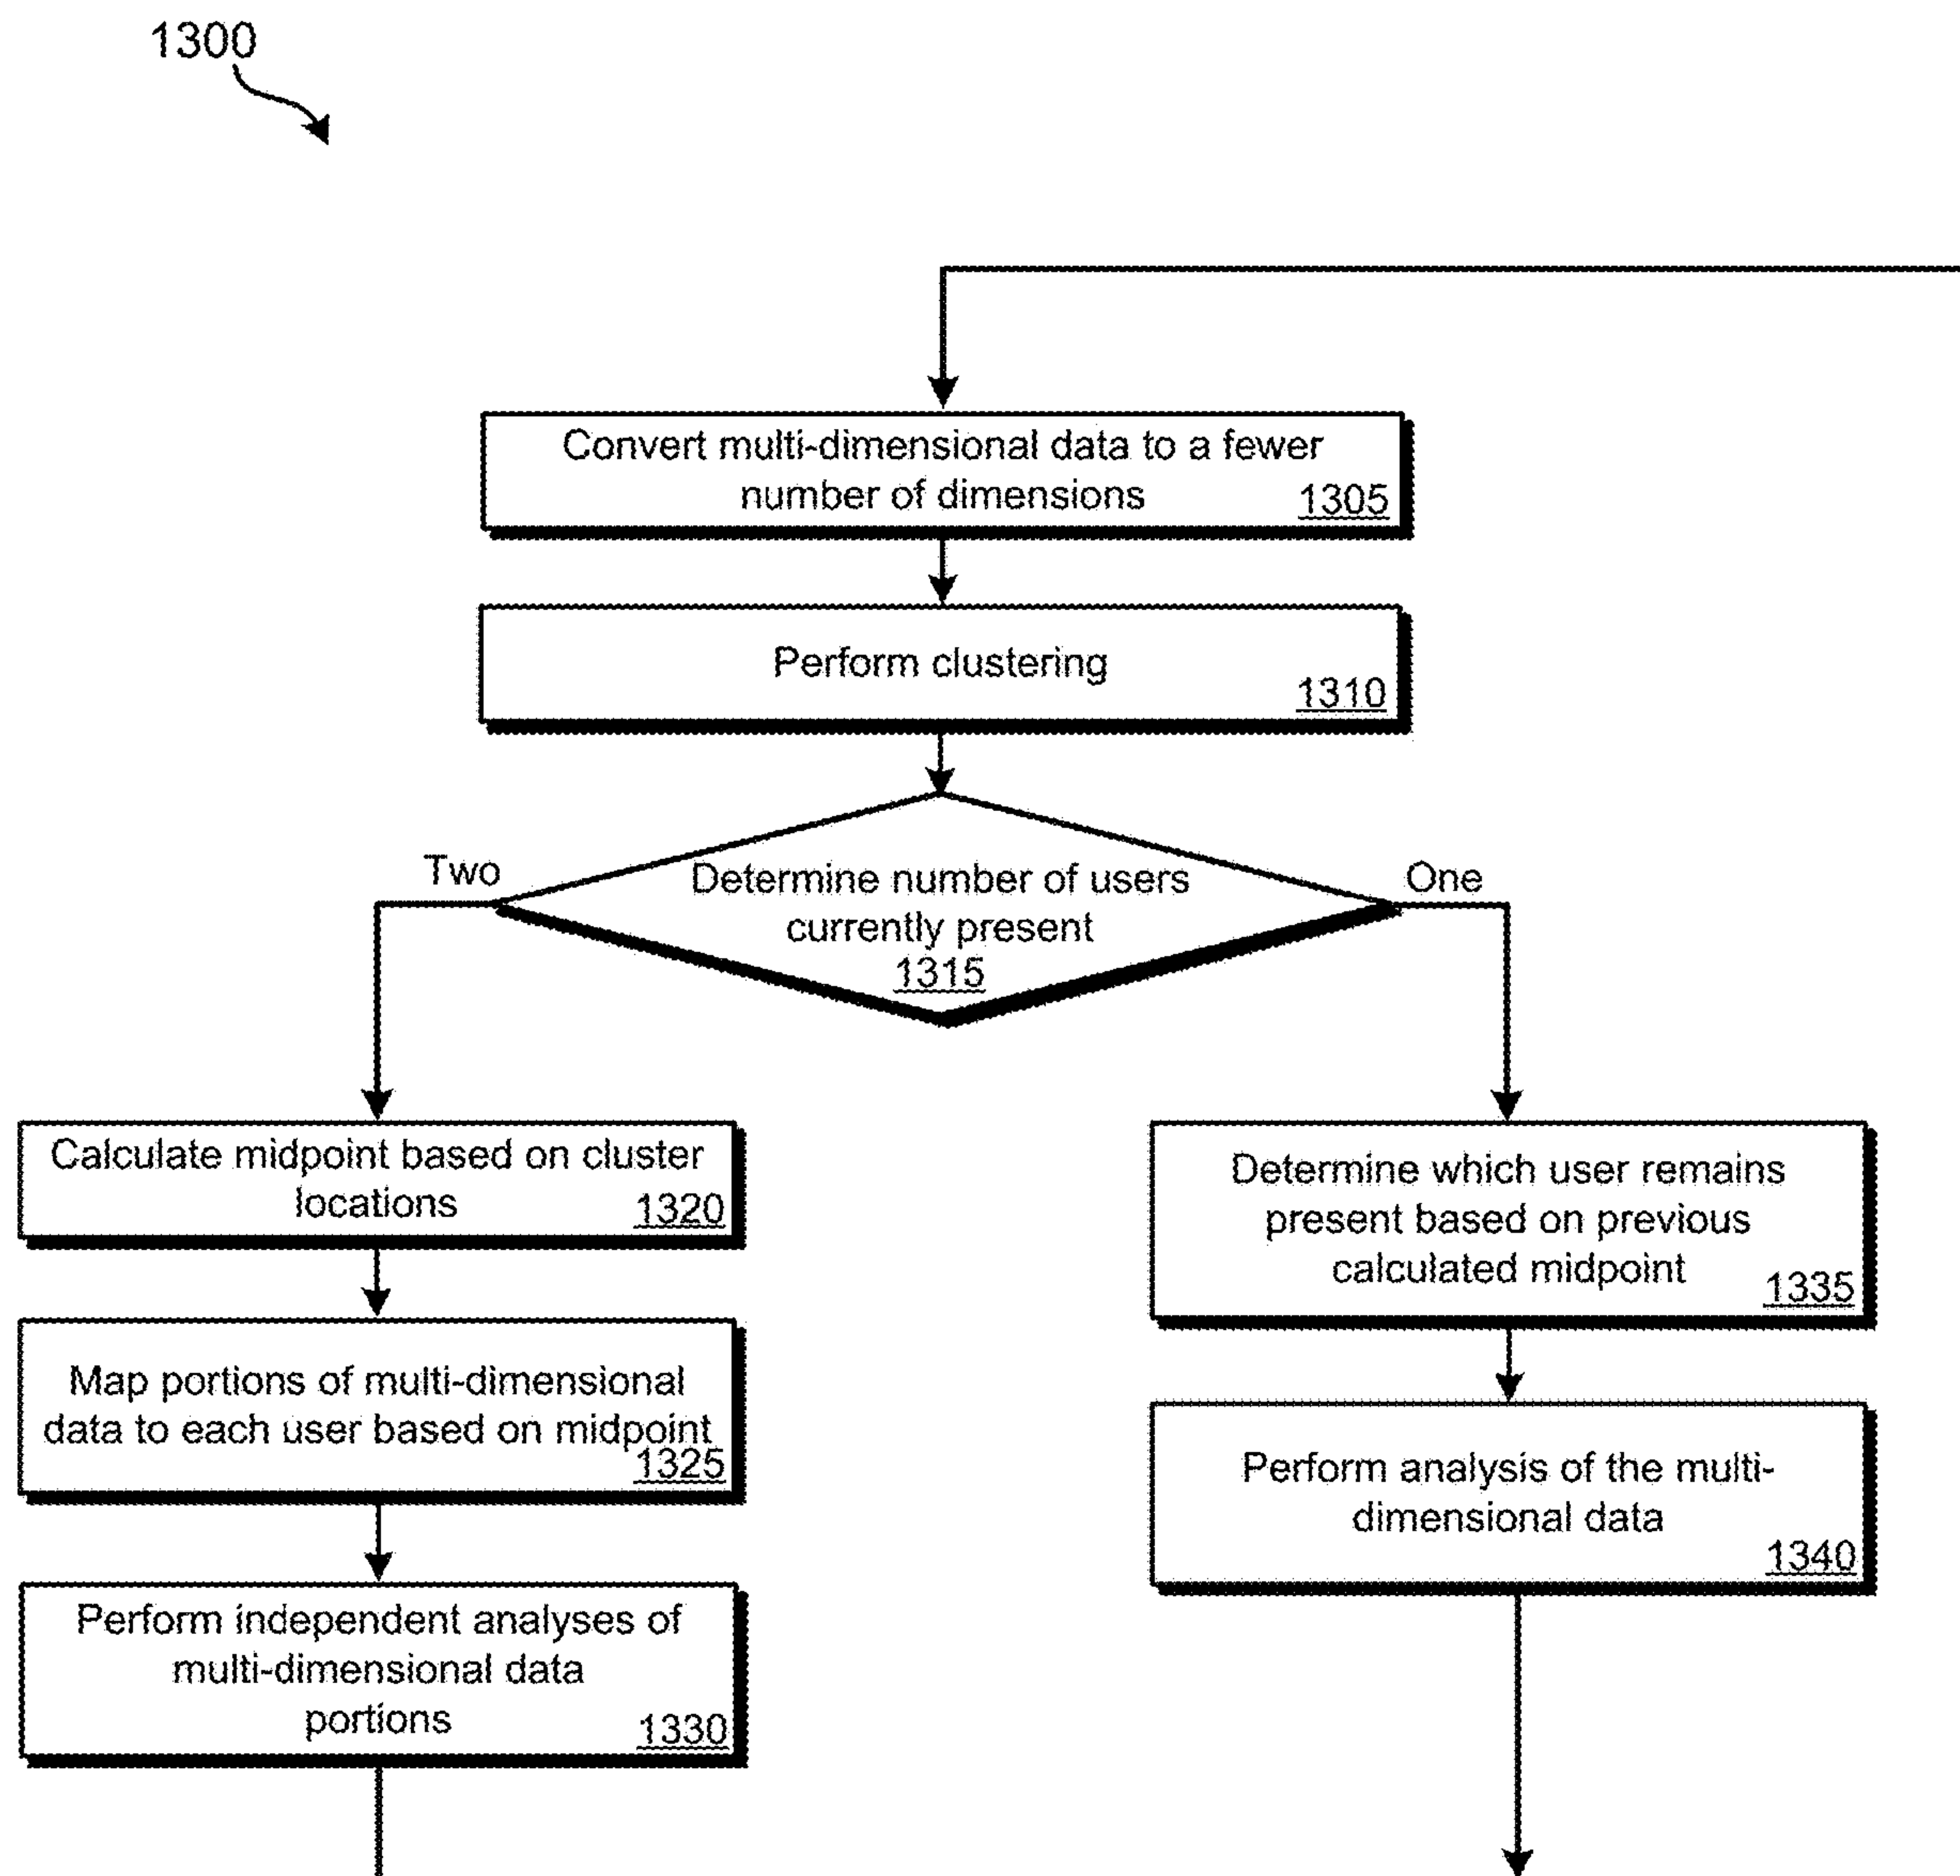 1300
Convert multi-dimensional data to a fewer
number of dimensions
1305
Perform clustering
1310
Two
One
Determine number of users
currently present
1315
Calculate midpoint based on cluster
locations
1320
Map portions of multi-dimensional
data to each user based on midpoint
1325
Perform independent analyses of
multi-dimensional data
portions
1330
Determine which user remains
present based on previous
calculated midpoint
1335
Perform analysis of the multi-
dimensional data
1340